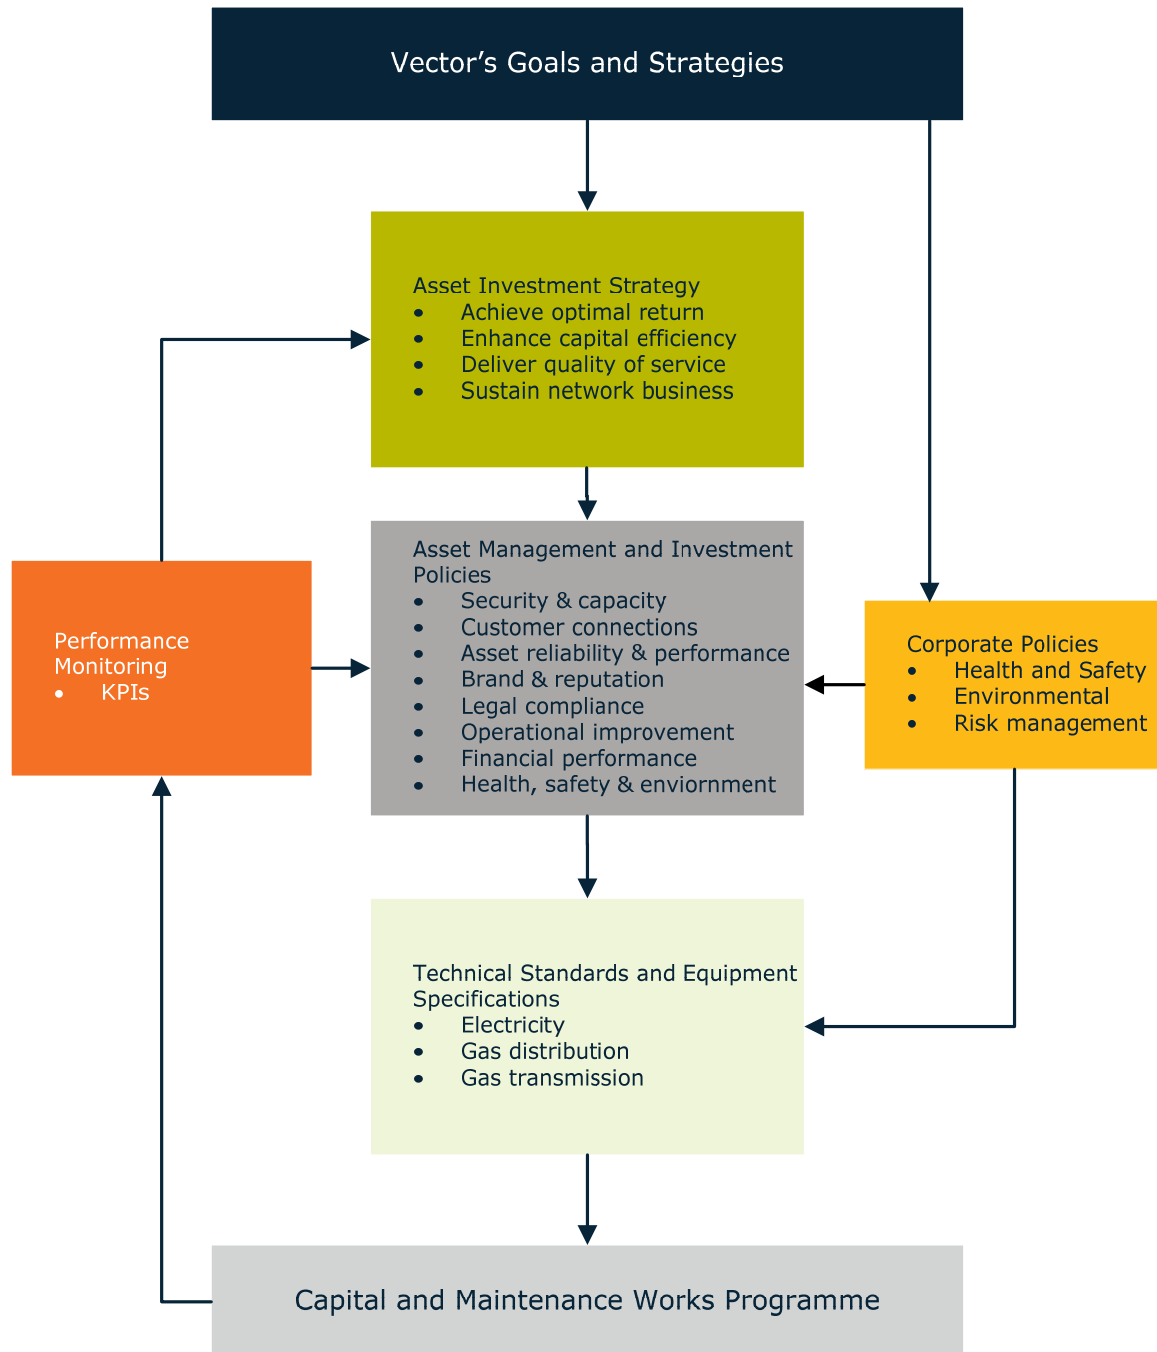 Vector’s Goals and Strategies
Asset Investment Strategy
• Achieve optimal return
• Enhance capital efficiency
• Deliver quality of service
• Sustain network business
Asset Management and Investment
Policies
• Security & capacity
• Customer connections
• Asset reliability & performance
• Brand & reputation
• Legal compliance
• Operational improvement
• Financial performance
• Health, safety & enviornment
Performance
Monitoring
• KPIs
Corporate Policies
• Health and Safety
• Environmental
• Risk management
Technical Standards and Equipment
Specifications
• Electricity
• Gas distribution
• Gas transmission
Capital and Maintenance Works Programme